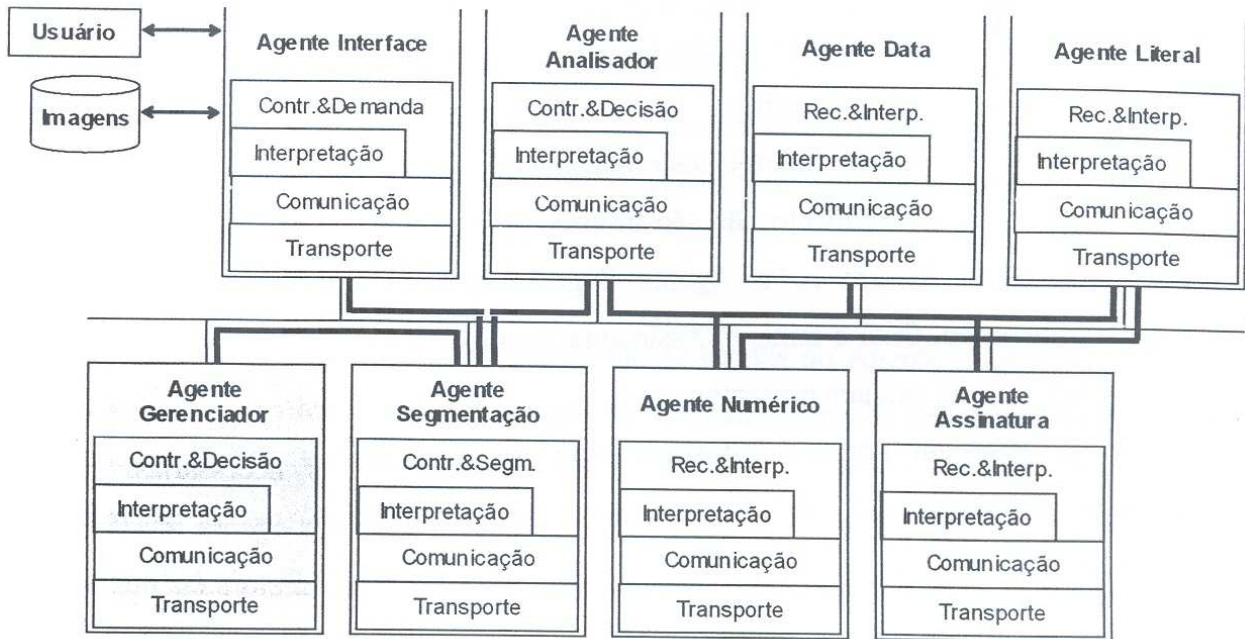 Usuário
Imagens
Agente Interface
Contr.&Demanda
Interpretação
Comunicação
Transporte
Agente
Analisador
Contr.&Decisão
Interpretação
Comunicação
Transporte
Agente Data
Rec.&Interp.
Interpretação
Comunicação
Transporte
Agente Literal
Rec.&Interp.
Interpretação
Comunicação
Transporte
Agente
Gerenciador
Contr.&Decisão
Interpretação
Comunicação
Transporte
Agente
Segmentação
Contr.&Segm.
Interpretação
Comunicação
Transporte
Agente Numérico
Rec.&Interp.
Interpretação
Comunicação
Transporte
Agente
Assinatura
Rec.&Interp.
Interpretação
Comunicação
Transporte